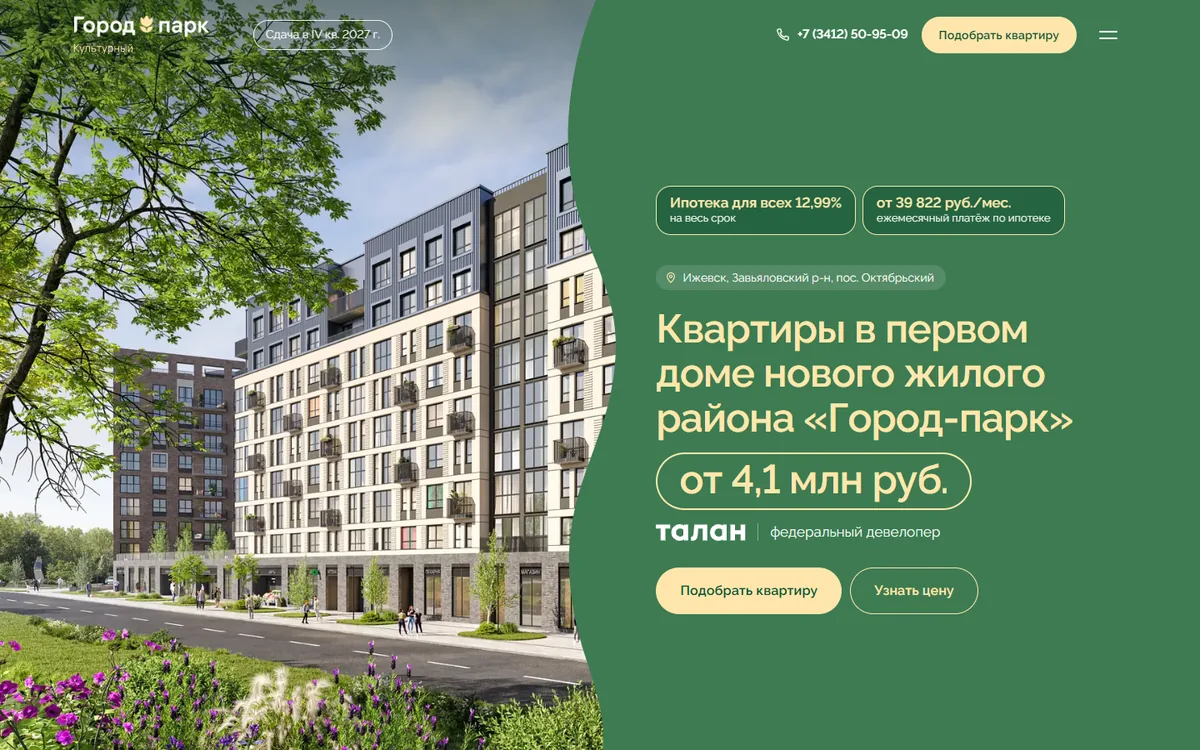 Город парк
Культурный
Сдача в IV кв. 2027 г.
+7 (3412) 50-95-09
Подобрать квартиру
Ипотека для всех 12,99%
на весь срок
от 39 822 руб./мес.
ежемесячный платёж по ипотеке
Ижевск, Завьяловский р-н, пос. Октябрьский
Квартиры в первом
доме нового жилого
района «Город-парк»
от 4,1 млн руб.
талан
федеральный девелопер
Подобрать квартиру
Узнать цену